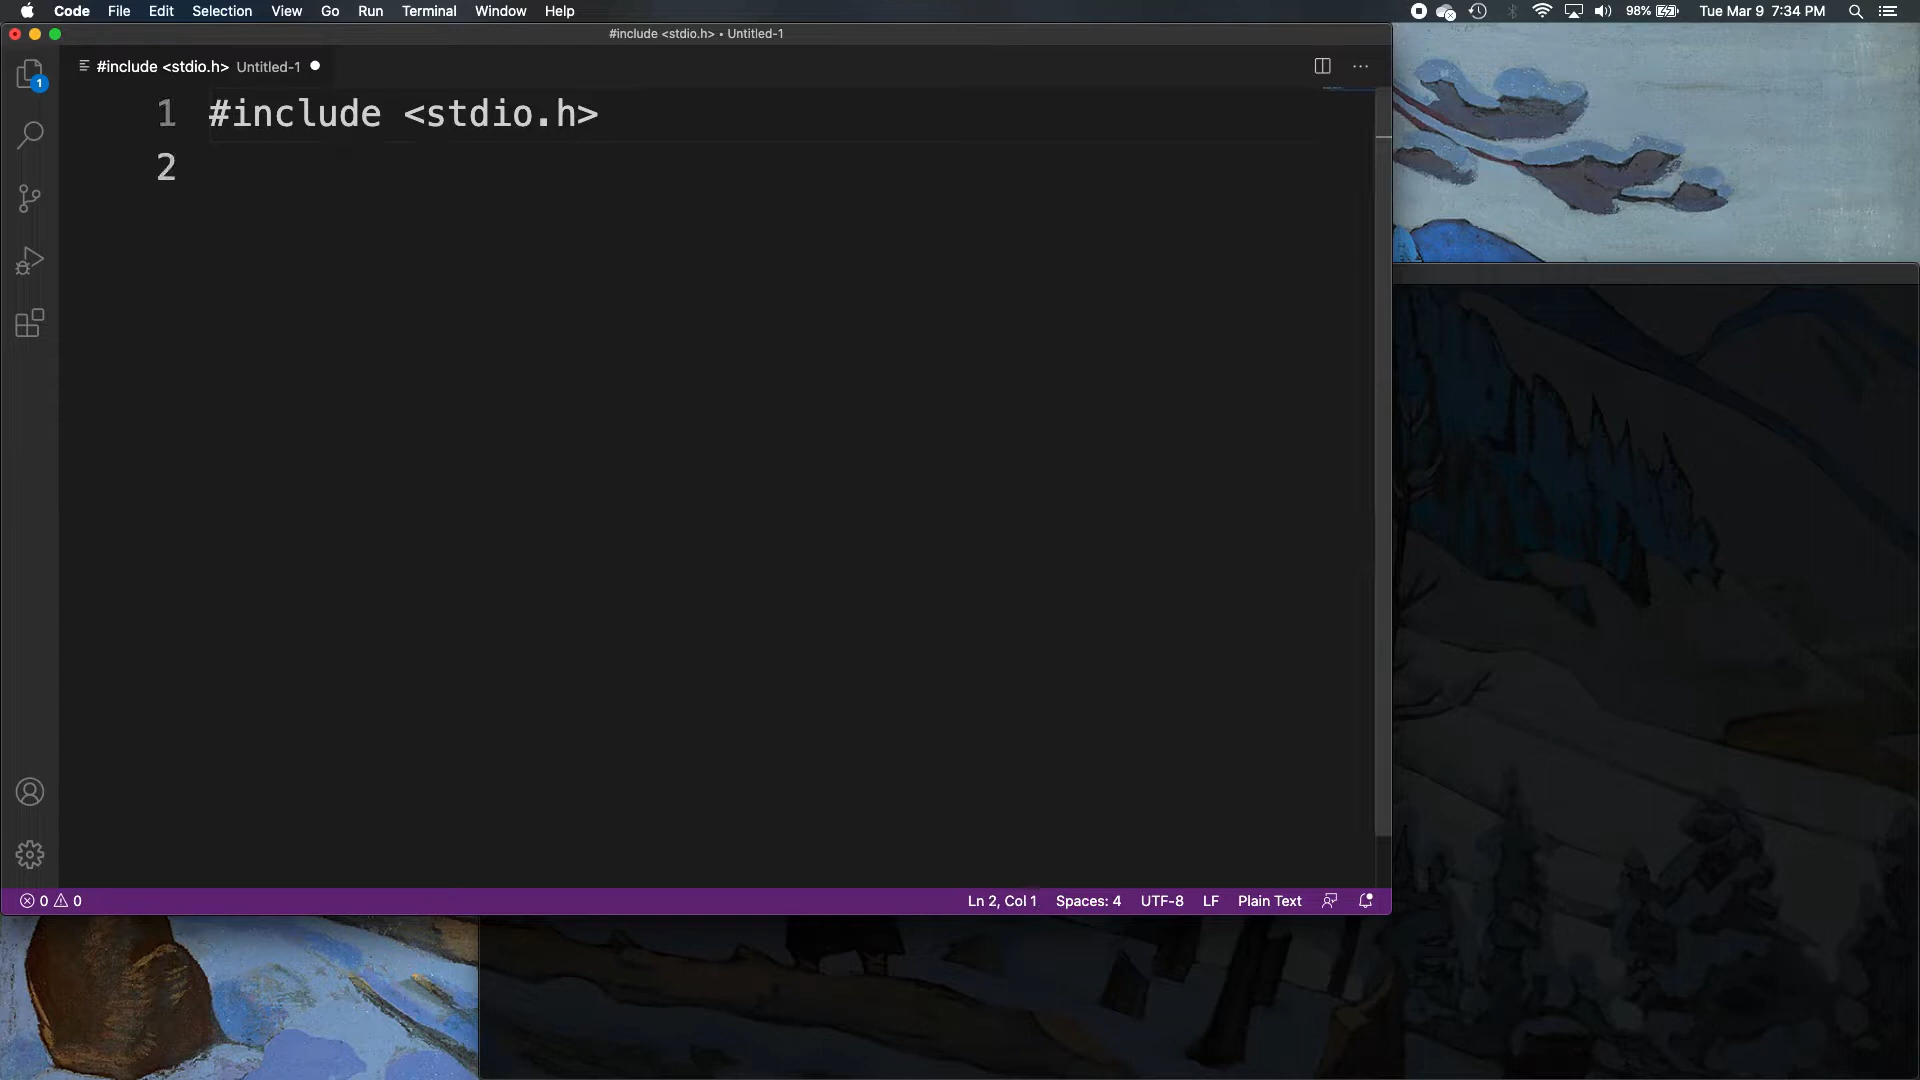 Code File Edit Selection View Go Run Terminal Window Help 98% Tue Mar 9 7:34 PM
#include <stdio.h> • Untitled-1
#include <stdio.h> Untitled-1
1
1 #include <stdio.h>
2
0 0 Ln 2, Col 1 Spaces: 4 UTF-8 LF Plain Text